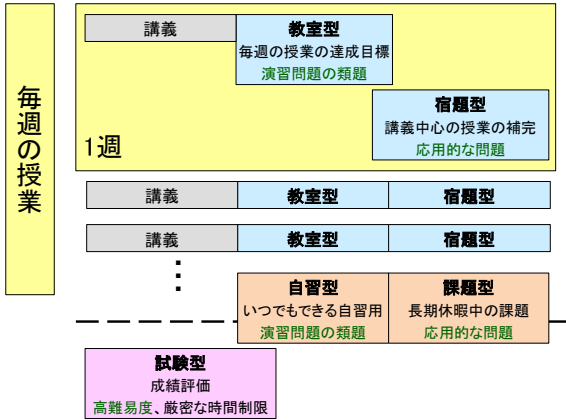 毎週の授業
講義
教室型
毎週の授業の達成目標
演習問題の類題
宿題型
講義中心の授業の補完
応用的な問題
1週
講義 教室型 宿題型
講義 教室型 宿題型
自習型
いつでもできる自習用
演習問題の類題
課題型
長期休暇中の課題
応用的な問題
試験型
成績評価
高難易度、厳密な時間制限